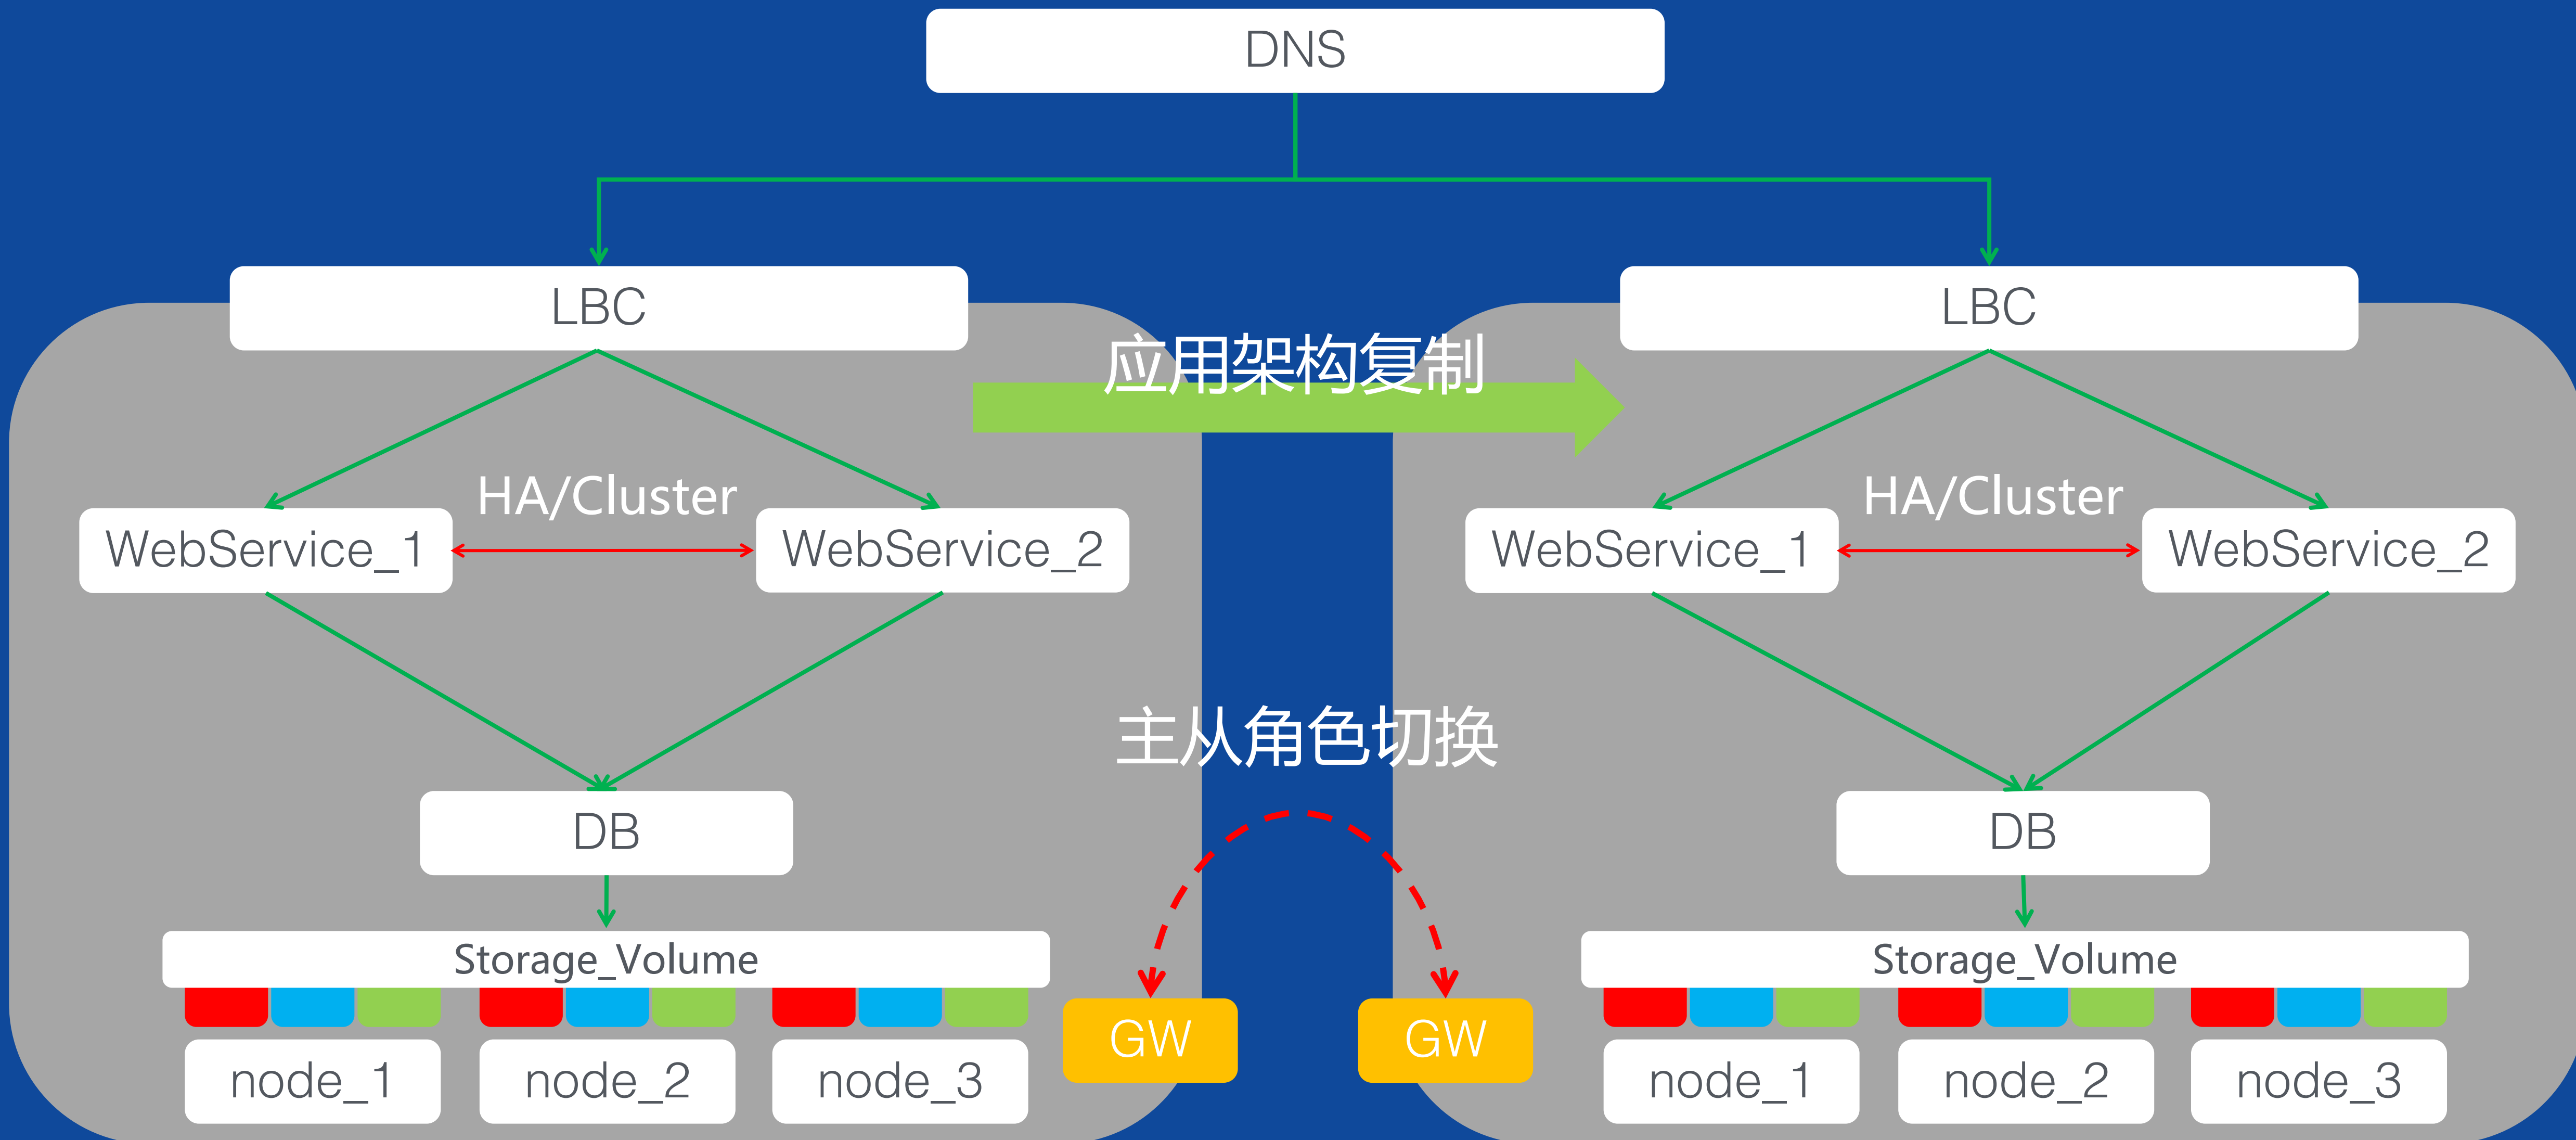 DNS
LBC
LBC
应用架构复制
HA/Cluster
HA/Cluster
WebService_1
WebService_2
WebService_1
WebService_2
主从角色切换
DB
DB
Storage_Volume
Storage_Volume
GW
GW
node_1
node_2
node_3
node_1
node_2
node_3